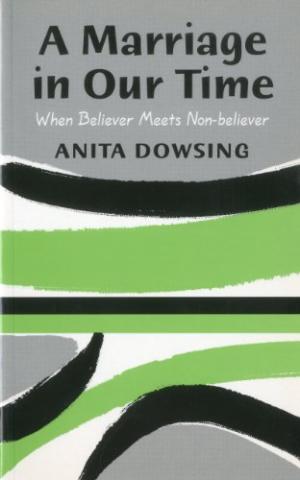 A Marriage
in Our Time
When Believer Meets Non-believer
ANITA DOWSING